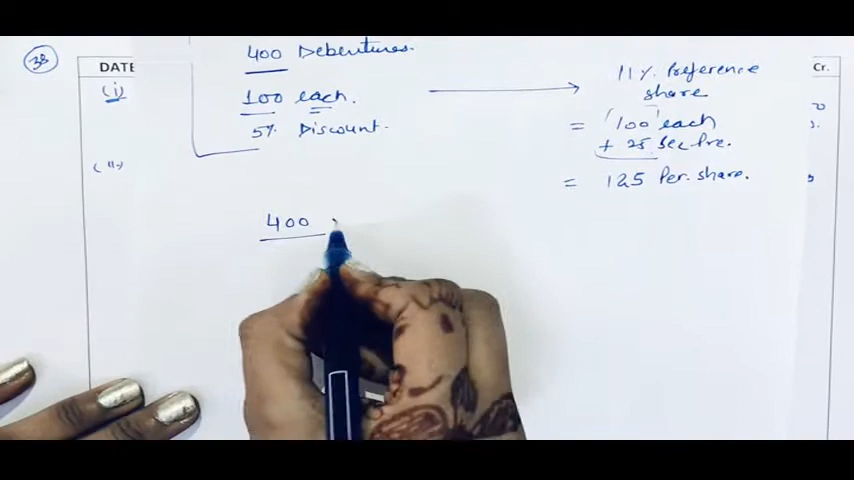 38
DATE
Cr.
(i)
400 Debentures.
100 each.
5% Discount.
11% Preference
share
= 100 each
+ 25 Sec Pre.
= 125 Per. share.
(ii)
400